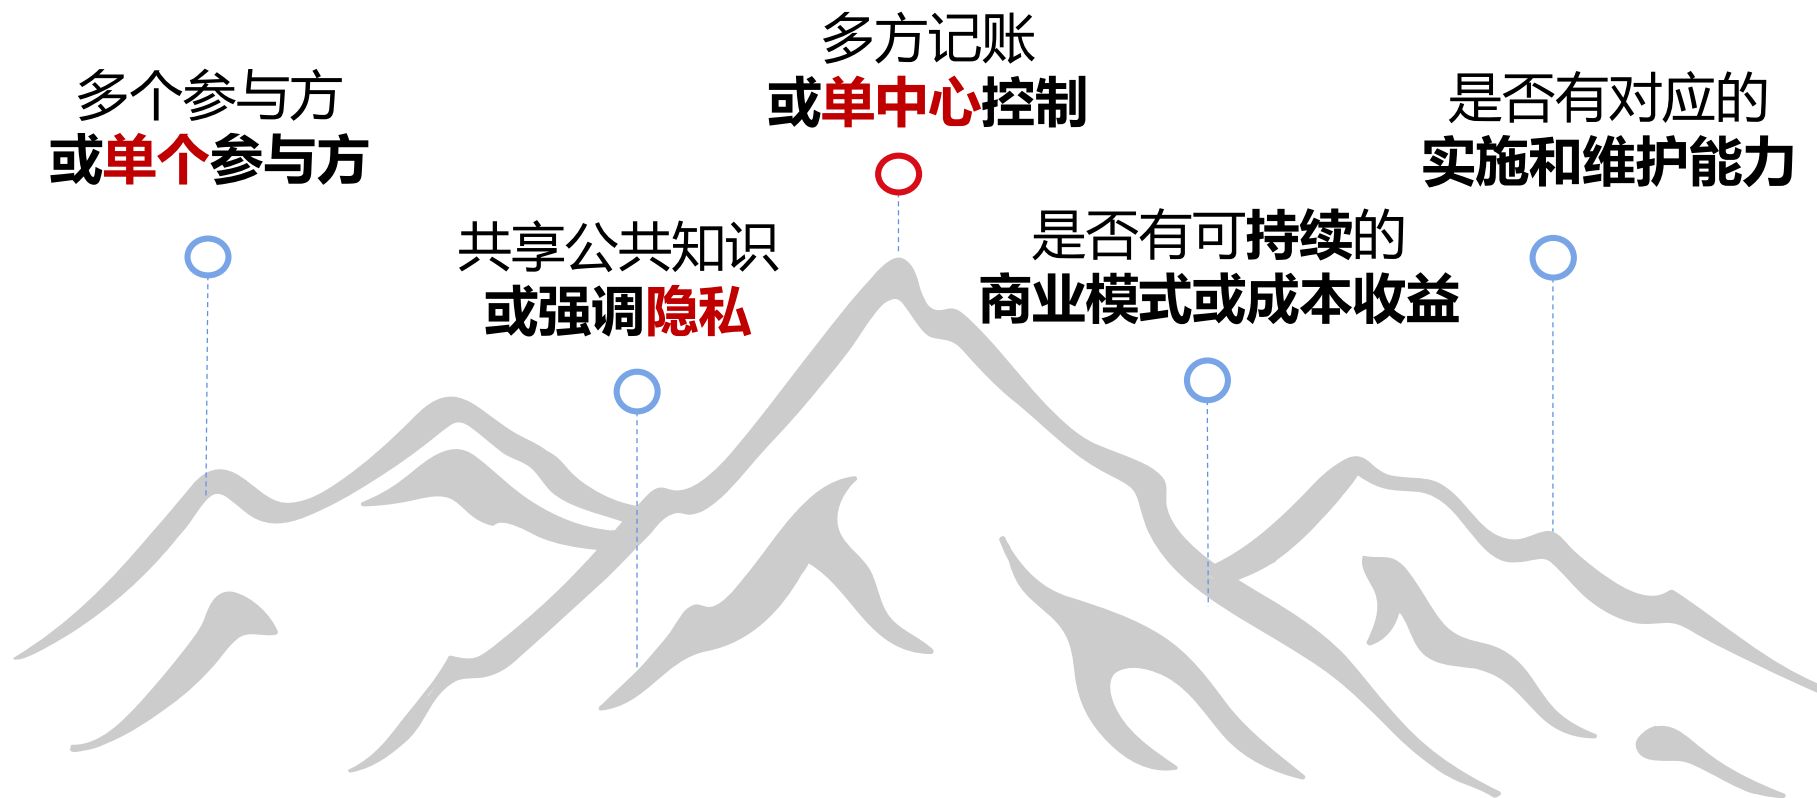 多个参与方
或单个参与方
共享公共知识
或强调隐私
多方记账
或单中心控制
是否有可持续的
商业模式或成本收益
是否有对应的
实施和维护能力